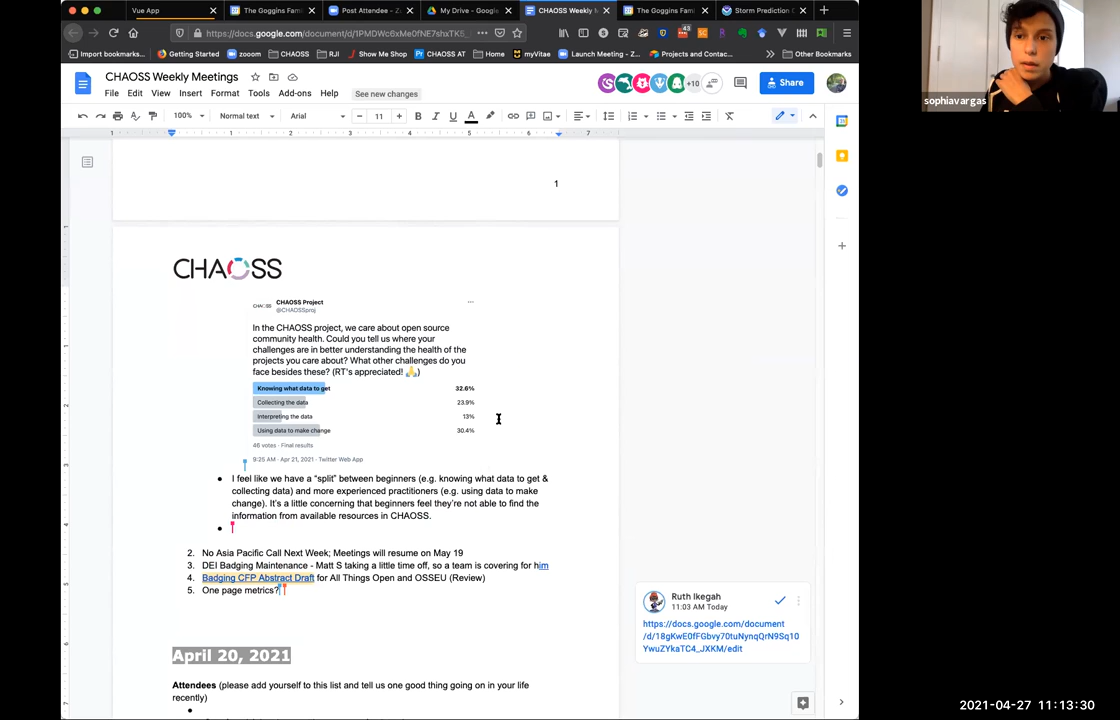 Vue App
The Goggins Fami
Post Attendee - Z
My Drive - Google
CHAOSS Weekly M
The Goggins Fami
Storm Prediction C
https://docs.google.com/document/d/1PMDWc6xMe0fNE7shxTK5_
Import bookmarks...
Getting Started
zooom
CHAOSS
RJI
Show Me Shop
CHAOSS AT
Home
myVitae
Launch Meeting - Z...
Projects and Contac...
Other Bookmarks
CHAOSS Weekly Meetings
File Edit View Insert Format Tools Add-ons Help
See new changes
+10
Share
100%
Normal text
Arial
11
B I U A
1
CHAOSS
CHAOSS Project
@CHAOSSproj
In the CHAOSS project, we care about open source
community health. Could you tell us where your
challenges are in better understanding the health of the
projects you care about? What other challenges do you
face besides these? (RT's appreciated! 🙏)
Knowing what data to get 32.6%
Collecting the data 23.9%
Interpreting the data 13%
Using data to make change 30.4%
46 votes · Final results
9:25 AM · Apr 21, 2021 · Twitter Web App
● I feel like we have a “split” between beginners (e.g. knowing what data to get &
collecting data) and more experienced practitioners (e.g. using data to make
change). It's a little concerning that beginners feel they're not able to find the
information from available resources in CHAOSS.
2. No Asia Pacific Call Next Week; Meetings will resume on May 19
3. DEI Badging Maintenance - Matt S taking a little time off, so a team is covering for him
4. Badging CFP Abstract Draft for All Things Open and OSSEU (Review)
5. One page metrics?
Ruth Ikegah
11:03 AM Today
https://docs.google.com/document
/d/18gKwE0fFGbvy70tuNynqQrN9Sq10
YwuZYkaTC4_JXKM/edit
April 20, 2021
Attendees (please add yourself to this list and tell us one good thing going on in your life
recently)
sophiavargas
2021-04-27 11:13:30